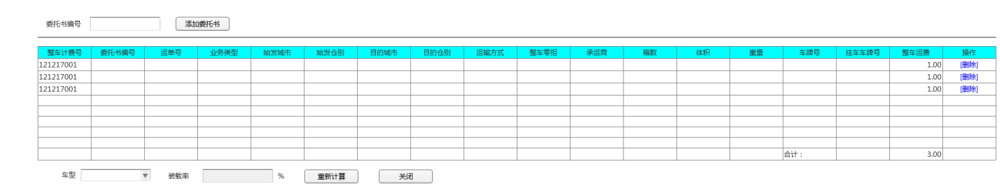 委托书编号 添加委托书
整车计费号 委托书编号 运单号 业务类型 始发城市 始发仓别 目的城市 目的仓别 运输方式 整车零担 承运商 箱数 体积 重量 车牌号 挂车车牌号 整车运费 操作
121217001 1.00 [删除]
121217001 1.00 [删除]
121217001 1.00 [删除]
合计： 3.00
车型 装载率 % 重新计算 关闭